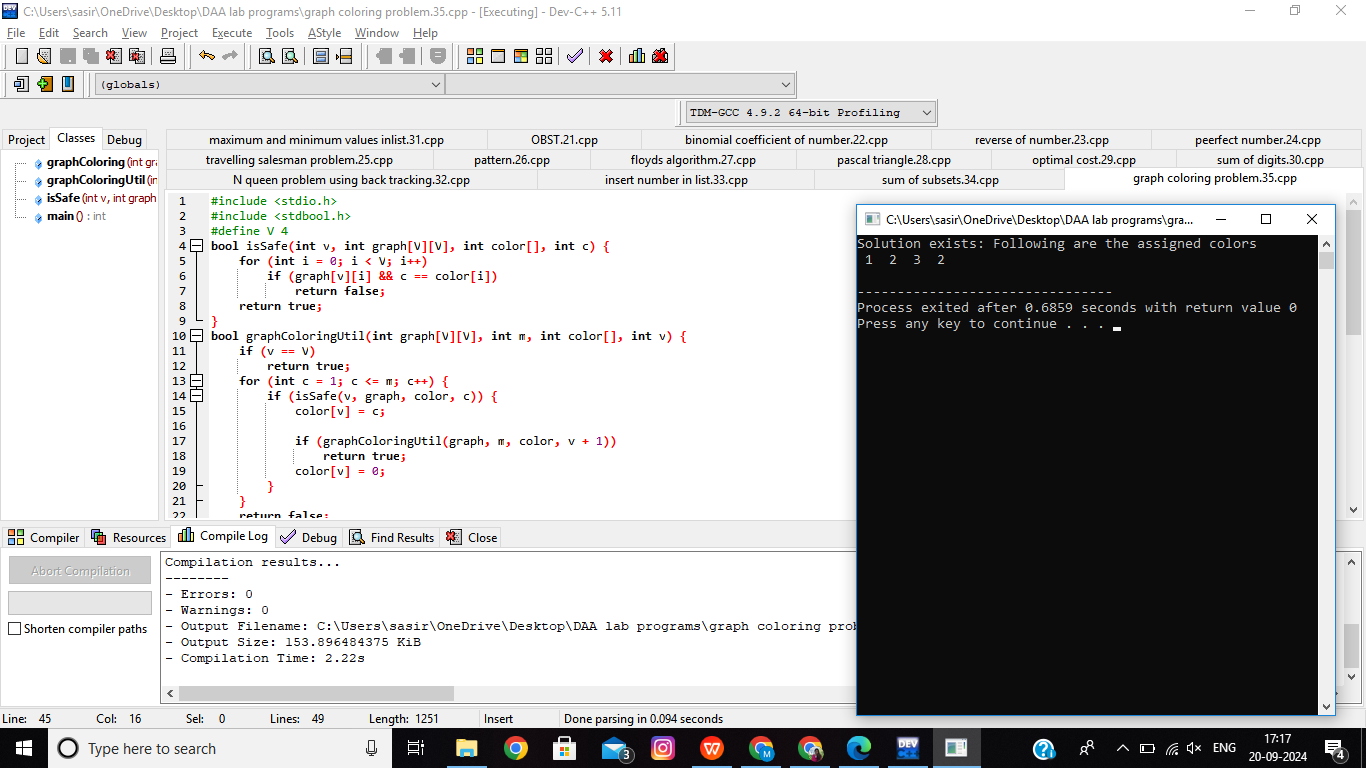 C:\Users\sasir\OneDrive\Desktop\DAA lab programs\graph coloring problem.35.cpp - [Executing] - Dev-C++ 5.11
File Edit Search View Project Execute Tools AStyle Window Help
(globals)
TDM-GCC 4.9.2 64-bit Profiling
Project Classes Debug
maximum and minimum values inlist.31.cpp OBST.21.cpp binomial coefficient of number.22.cpp reverse of number.23.cpp peerfect number.24.cpp
travelling salesman problem.25.cpp pattern.26.cpp floyds algorithm.27.cpp pascal triangle.28.cpp optimal cost.29.cpp sum of digits.30.cpp
N queen problem using back tracking.32.cpp insert number in list.33.cpp sum of subsets.34.cpp graph coloring problem.35.cpp
graphColoring (int gra
graphColoringUtil (in
isSafe (int v, int graph
main () : int
1 #include <stdio.h>
2 #include <stdbool.h>
3 #define V 4
4 bool isSafe(int v, int graph[V][V], int color[], int c) {
5 for (int i = 0; i < V; i++)
6 if (graph[v][i] && c == color[i])
7 return false;
8 return true;
9 }
10 bool graphColoringUtil(int graph[V][V], int m, int color[], int v) {
11 if (v == V)
12 return true;
13 for (int c = 1; c <= m; c++) {
14 if (isSafe(v, graph, color, c)) {
15 color[v] = c;
16
17 if (graphColoringUtil(graph, m, color, v + 1))
18 return true;
19 color[v] = 0;
20 }
21 }
22 return false;
C:\Users\sasir\OneDrive\Desktop\DAA lab programs\gra...
Solution exists: Following are the assigned colors
1 2 3 2
--------------------------------
Process exited after 0.6859 seconds with return value 0
Press any key to continue . . .
Compiler Resources Compile Log Debug Find Results Close
Abort Compilation
Shorten compiler paths
Compilation results...
--------
- Errors: 0
- Warnings: 0
- Output Filename: C:\Users\sasir\OneDrive\Desktop\DAA lab programs\graph coloring prob
- Output Size: 153.896484375 KiB
- Compilation Time: 2.22s
Line: 45 Col: 16 Sel: 0 Lines: 49 Length: 1251 Insert Done parsing in 0.094 seconds
Type here to search
3
M
DEV
ENG
17:17
20-09-2024
4